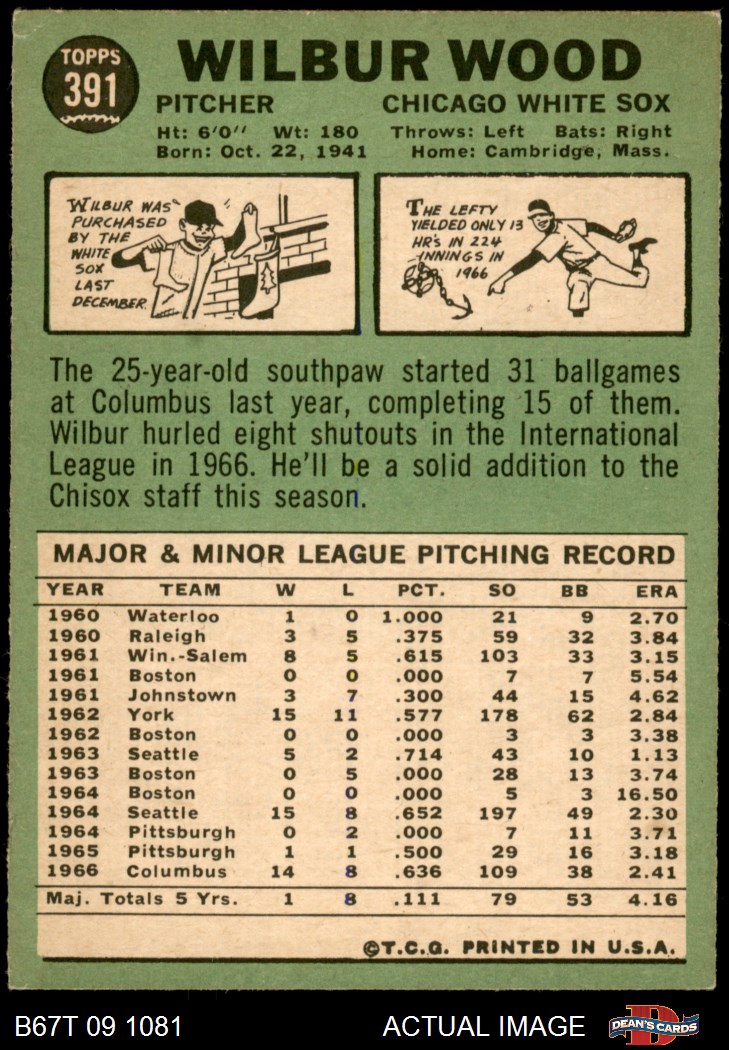 TOPPS
391
WILBUR WOOD
PITCHER CHICAGO WHITE SOX
Ht: 6'0" Wt: 180 Throws: Left Bats: Right
Born: Oct. 22, 1941 Home: Cambridge, Mass.
WILBUR WAS
PURCHASED
BY THE
WHITE
SOX
LAST
DECEMBER
THE LEFTY
YIELDED ONLY 13
HR's IN 224
INNINGS IN
1966
The 25-year-old southpaw started 31 ballgames
at Columbus last year, completing 15 of them.
Wilbur hurled eight shutouts in the International
League in 1966. He'll be a solid addition to the
Chisox staff this season.
MAJOR & MINOR LEAGUE PITCHING RECORD
YEAR TEAM W L PCT. SO BB ERA
1960 Waterloo 1 0 1.000 21 9 2.70
1960 Raleigh 3 5 .375 59 32 3.84
1961 Win.-Salem 8 5 .615 103 33 3.15
1961 Boston 0 0 .000 7 7 5.54
1961 Johnstown 3 7 .300 44 15 4.62
1962 York 15 11 .577 178 62 2.84
1962 Boston 0 0 .000 3 3 3.38
1963 Seattle 5 2 .714 43 10 1.13
1963 Boston 0 5 .000 28 13 3.74
1964 Boston 0 0 .000 5 3 16.50
1964 Seattle 15 8 .652 197 49 2.30
1964 Pittsburgh 0 2 .000 7 11 3.71
1965 Pittsburgh 1 1 .500 29 16 3.18
1966 Columbus 14 8 .636 109 38 2.41
Maj. Totals 5 Yrs. 1 8 .111 79 53 4.16
©T.C.G. PRINTED IN U.S.A.
B67T 09 1081 ACTUAL IMAGE DEAN'S CARDS